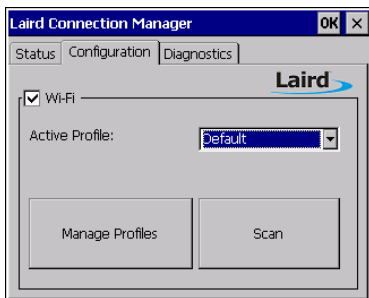 Laird Connection Manager OK ×
Status Configuration Diagnostics
Laird
Wi-Fi
Active Profile: Default
Manage Profiles Scan